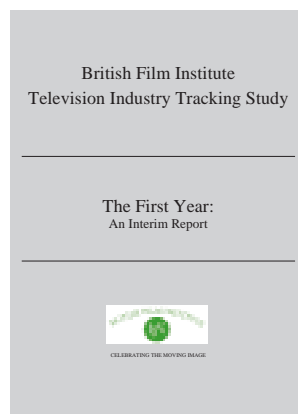 British Film Institute
Television Industry Tracking Study
The First Year:
An Interim Report
CELEBRATING THE MOVING IMAGE